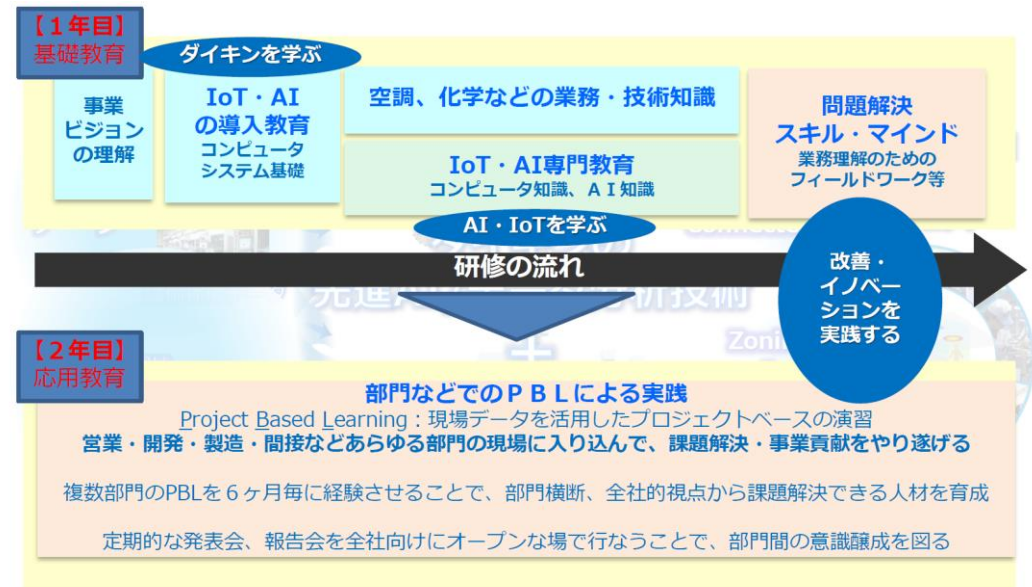 【１年目】
基礎教育
ダイキンを学ぶ
事業
ビジョン
の理解
IoT・AI
の導入教育
コンピュータ
システム基礎
空調、化学などの業務・技術知識
IoT・AI専門教育
コンピュータ知識、ＡＩ知識
AI・IoTを学ぶ
問題解決
スキル・マインド
業務理解のための
フィールドワーク等
研修の流れ
改善・
イノベー
ションを
実践する
【２年目】
応用教育
部門などでのＰＢＬによる実践
Project Based Learning：現場データを活用したプロジェクトベースの演習
営業・開発・製造・間接などあらゆる部門の現場に入り込んで、課題解決・事業貢献をやり遂げる
複数部門のPBLを６ヶ月毎に経験させることで、部門横断、全社的視点から課題解決できる人材を育成
定期的な発表会、報告会を全社向けにオープンな場で行なうことで、部門間の意識醸成を図る